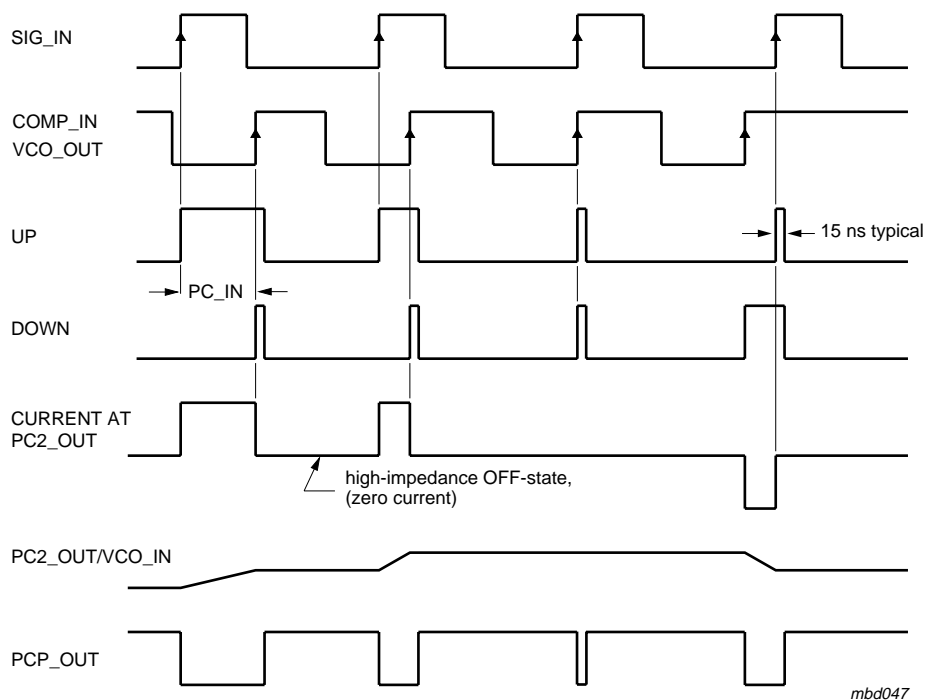 SIG_IN
COMP_IN
VCO_OUT
UP
15 ns typical
PC_IN
DOWN
CURRENT AT
PC2_OUT
high-impedance OFF-state,
(zero current)
PC2_OUT/VCO_IN
PCP_OUT
mbd047